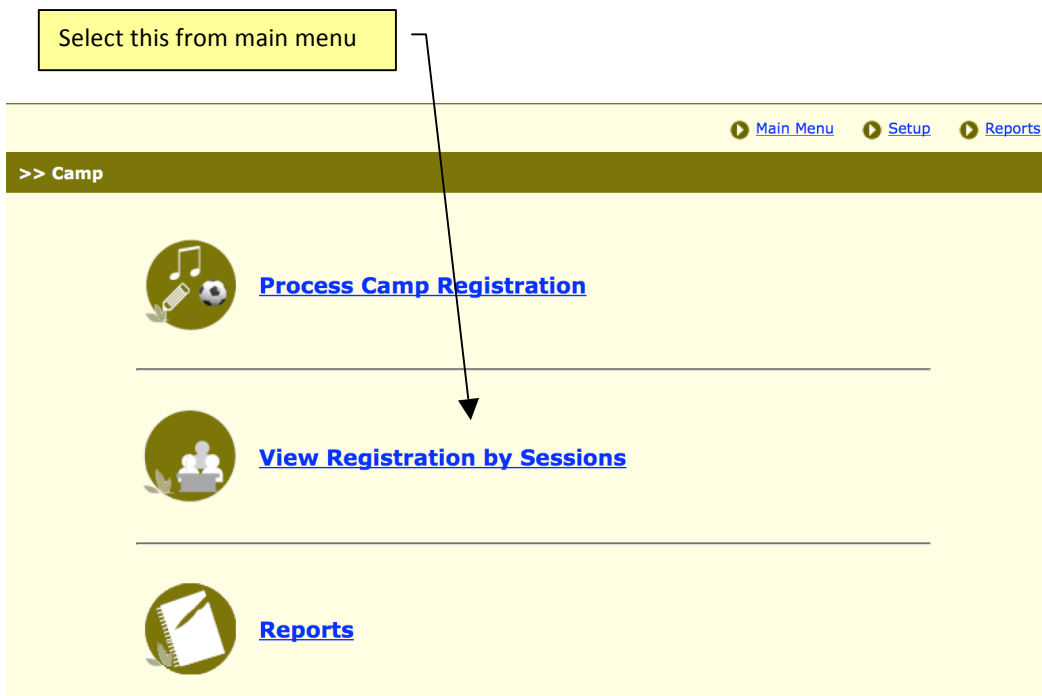 Select this from main menu
Main Menu Setup Reports
>> Camp
Process Camp Registration
View Registration by Sessions
Reports